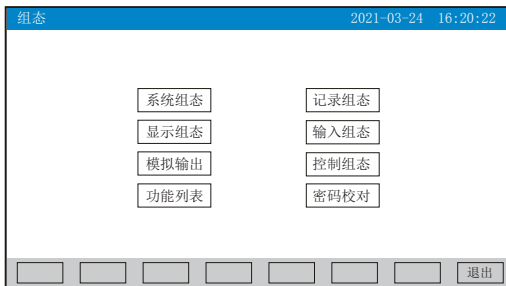 组态 2021-03-24 16:20:22
系统组态 记录组态
显示组态 输入组态
模拟输出 控制组态
功能列表 密码校对
退出